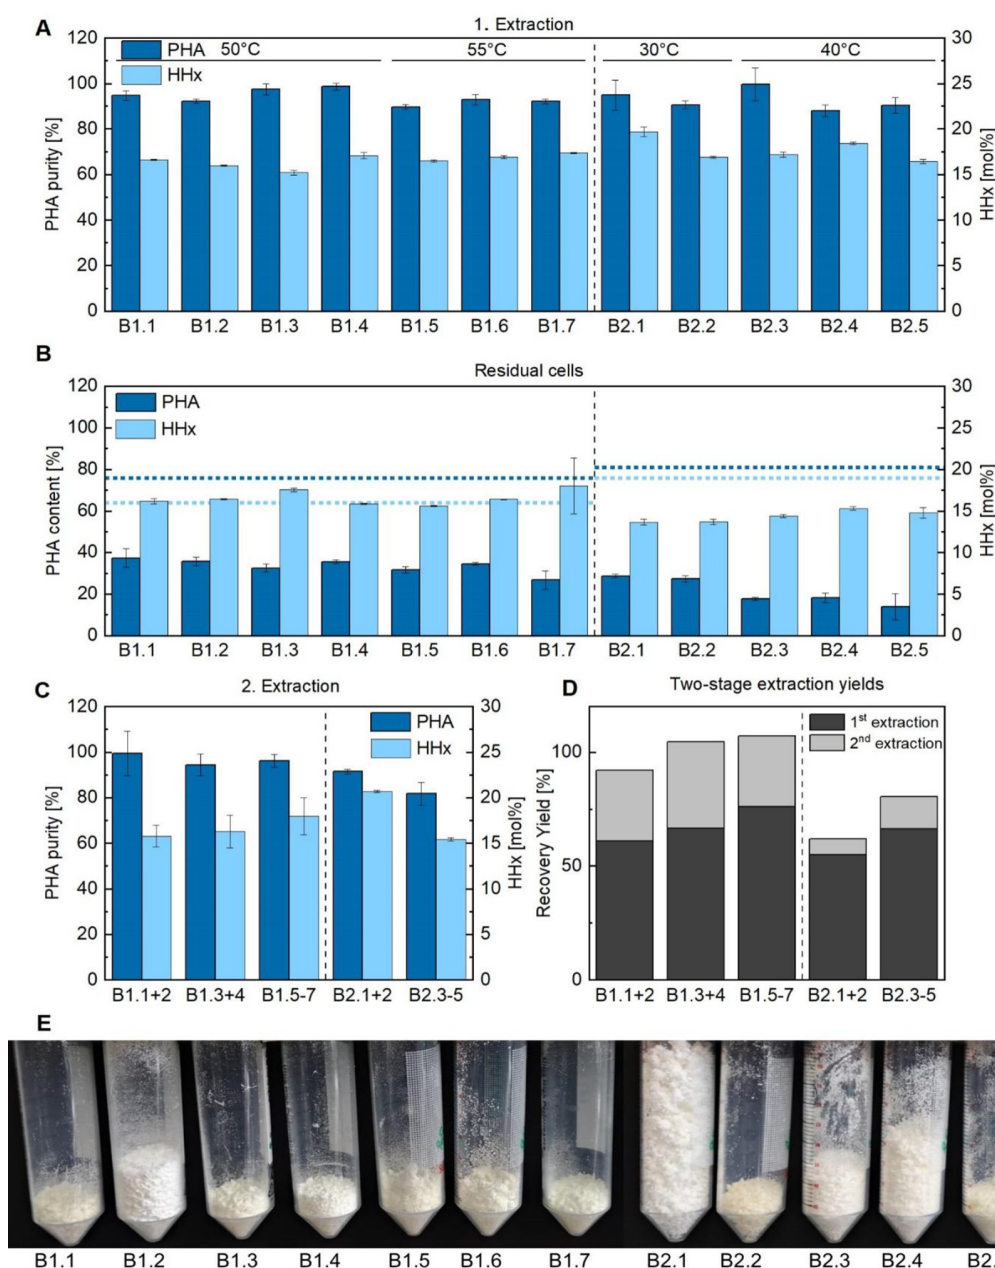 A
1. Extraction
PHA
HHx
50°C
55°C
30°C
40°C
PHA purity [%]
0
20
40
60
80
100
120
HHx [mol%]
0
5
10
15
20
25
30
B1.1 B1.2 B1.3 B1.4 B1.5 B1.6 B1.7 B2.1 B2.2 B2.3 B2.4 B2.5
B
Residual cells
PHA
HHx
PHA content [%]
0
20
40
60
80
100
120
HHx [mol%]
0
5
10
15
20
25
30
B1.1 B1.2 B1.3 B1.4 B1.5 B1.6 B1.7 B2.1 B2.2 B2.3 B2.4 B2.5
C
2. Extraction
PHA
HHx
PHA purity [%]
0
20
40
60
80
100
120
HHx [mol%]
0
5
10
15
20
25
30
B1.1+2 B1.3+4 B1.5-7 B2.1+2 B2.3-5
D
Two-stage extraction yields
1st extraction
2nd extraction
Recovery Yield [%]
0
50
100
B1.1+2 B1.3+4 B1.5-7 B2.1+2 B2.3-5
E
B1.1 B1.2 B1.3 B1.4 B1.5 B1.6 B1.7 B2.1 B2.2 B2.3 B2.4 B2.